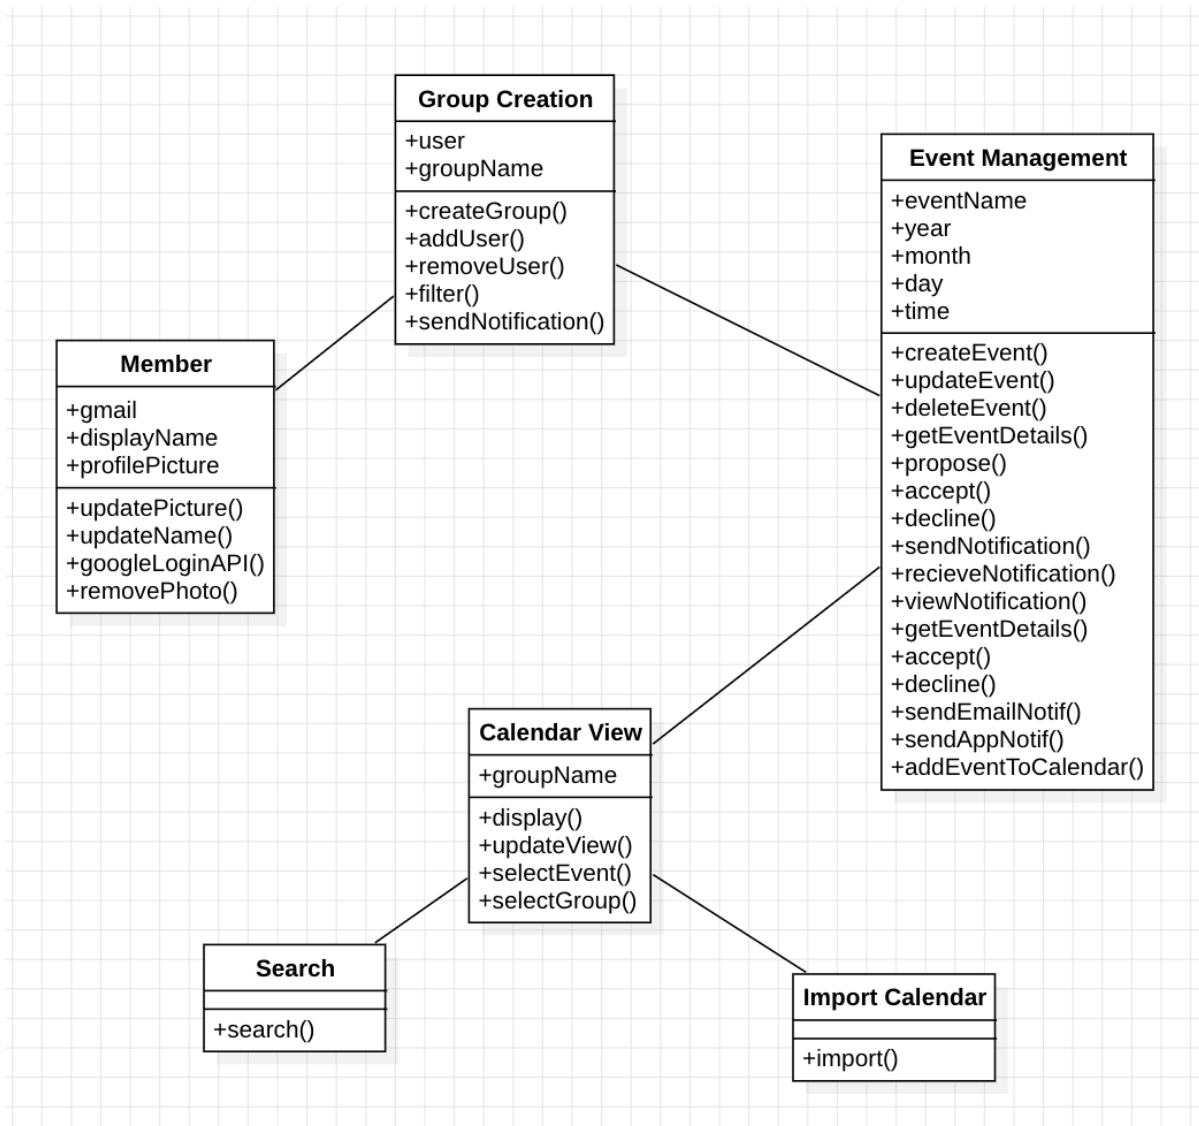 Group Creation
+user
+groupName
+createGroup()
+addUser()
+removeUser()
+filter()
+sendNotification()
Event Management
+eventName
+year
+month
+day
+time
+createEvent()
+updateEvent()
+deleteEvent()
+getEventDetails()
+propose()
+accept()
+decline()
+sendNotification()
+recieveNotification()
+viewNotification()
+getEventDetails()
+accept()
+decline()
+sendEmailNotif()
+sendAppNotif()
+addEventToCalendar()
Member
+gmail
+displayName
+profilePicture
+updatePicture()
+updateName()
+googleLoginAPI()
+removePhoto()
Calendar View
+groupName
+display()
+updateView()
+selectEvent()
+selectGroup()
Search
+search()
Import Calendar
+import()